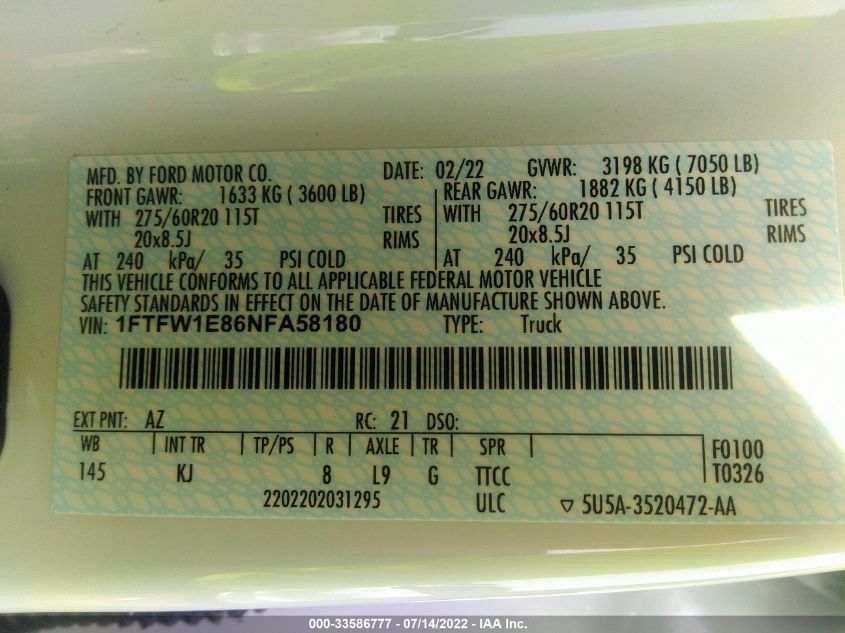 MFD. BY FORD MOTOR CO. DATE: 02/22 GVWR: 3198 KG ( 7050 LB)
FRONT GAWR: 1633 KG ( 3600 LB) REAR GAWR: 1882 KG ( 4150 LB)
WITH 275/60R20 115T TIRES WITH 275/60R20 115T TIRES
20x8.5J RIMS 20x8.5J RIMS
AT 240 kPa/ 35 PSI COLD AT 240 kPa/ 35 PSI COLD
THIS VEHICLE CONFORMS TO ALL APPLICABLE FEDERAL MOTOR VEHICLE
SAFETY STANDARDS IN EFFECT ON THE DATE OF MANUFACTURE SHOWN ABOVE.
VIN: 1FTFW1E86NFA58180 TYPE: Truck
EXT PNT: AZ RC: 21 DSO:
WB INT TR TP/PS R AXLE TR SPR F0100
145 KJ 8 L9 G TTCC T0326
2202202031295 ULC ▽ 5U5A-3520472-AA
000-33586777 - 07/14/2022 - IAA Inc.